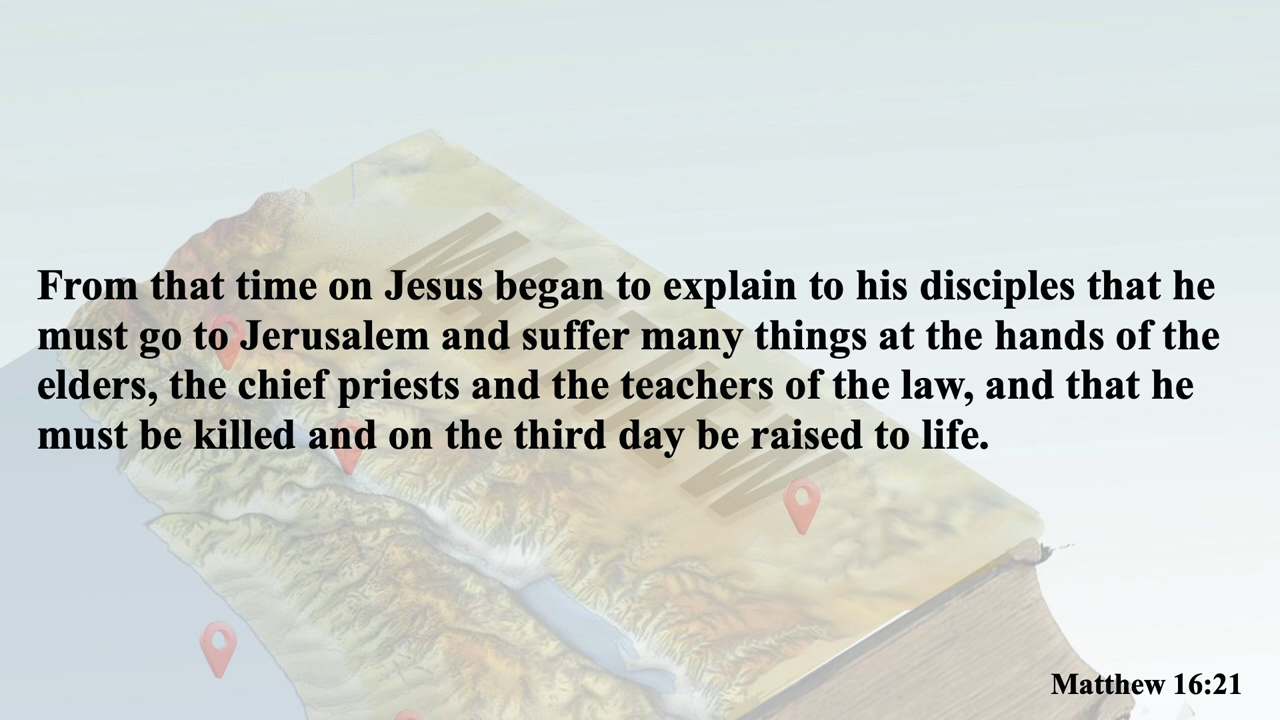 MATTHEW
From that time on Jesus began to explain to his disciples that he
must go to Jerusalem and suffer many things at the hands of the
elders, the chief priests and the teachers of the law, and that he
must be killed and on the third day be raised to life.
Matthew 16:21